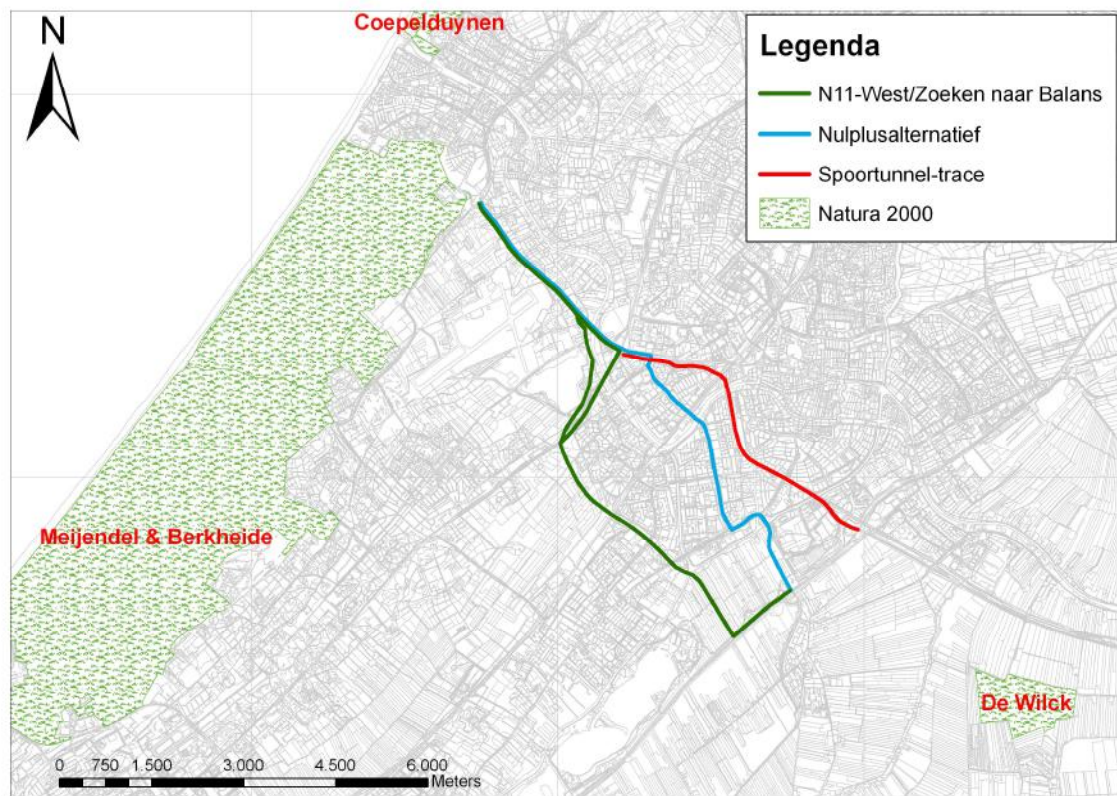 Coepelduynen
N
Legenda
N11-West/Zoeken naar Balans
Nulplusalternatief
Spoortunnel-trace
Natura 2000
Meijendel & Berkheide
De Wilck
0 750 1.500 3.000 4.500 6.000
Meters